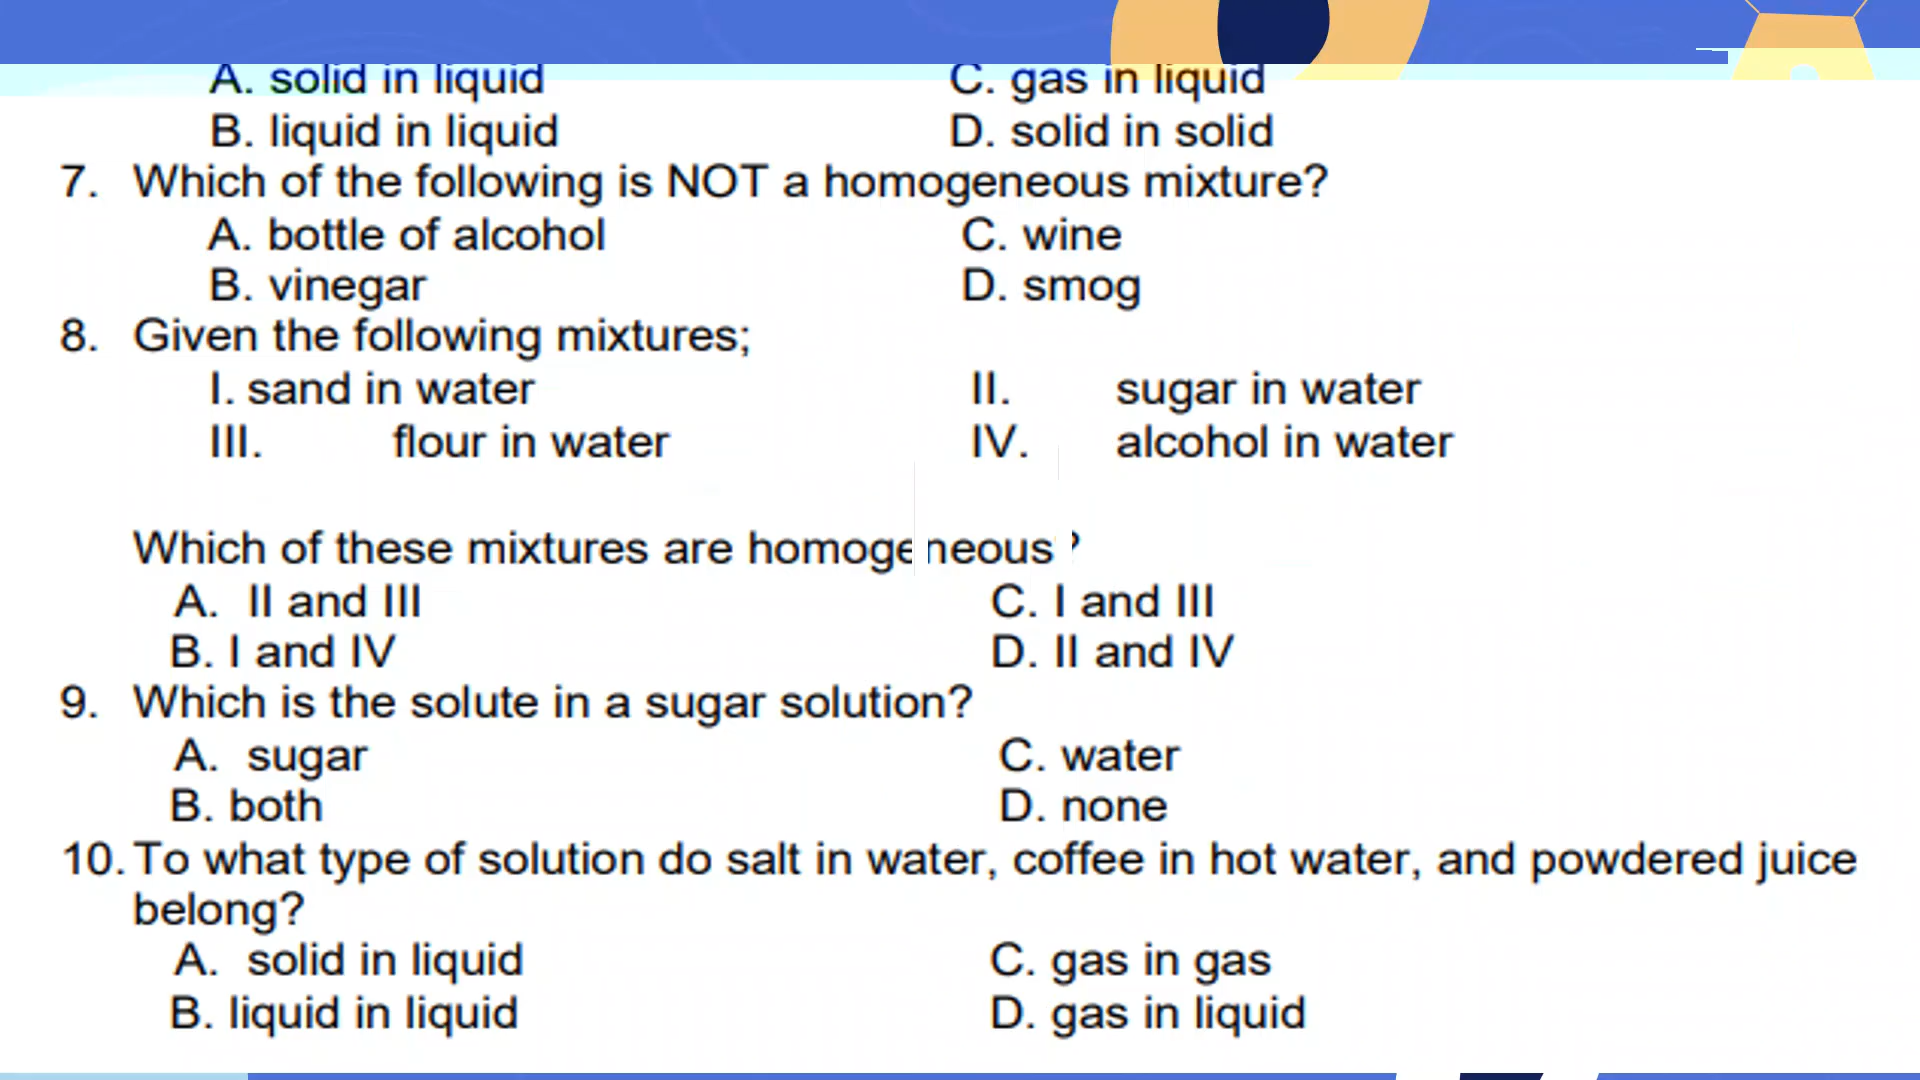 A. solid in liquid C. gas in liquid
B. liquid in liquid D. solid in solid
7. Which of the following is NOT a homogeneous mixture?
A. bottle of alcohol C. wine
B. vinegar D. smog
8. Given the following mixtures;
I. sand in water II. sugar in water
III. flour in water IV. alcohol in water
Which of these mixtures are homogeneous?
A. II and III C. I and III
B. I and IV D. II and IV
9. Which is the solute in a sugar solution?
A. sugar C. water
B. both D. none
10. To what type of solution do salt in water, coffee in hot water, and powdered juice
belong?
A. solid in liquid C. gas in gas
B. liquid in liquid D. gas in liquid